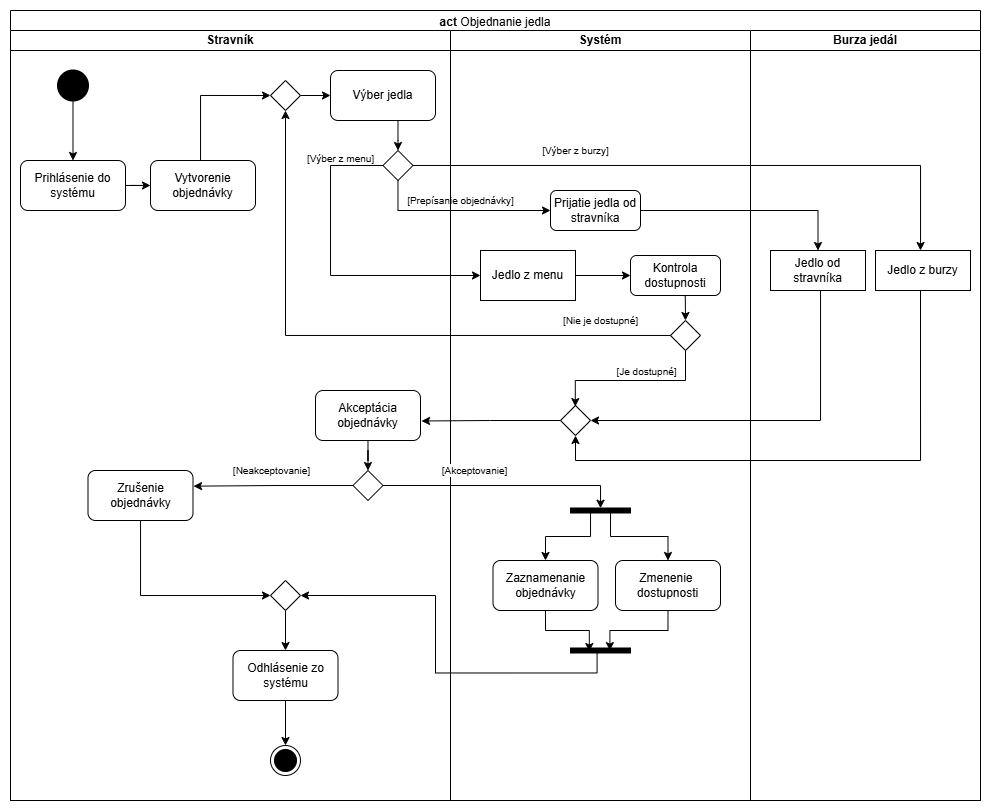 act Objednanie jedla
Stravník
Systém
Burza jedál
Výber jedla
Prihlásenie do
systému
Vytvorenie
objednávky
[Výber z menu]
[Výber z burzy]
[Prepísanie objednávky]
Prijatie jedla od
stravníka
Jedlo z menu
Kontrola
dostupnosti
Jedlo od
stravníka
Jedlo z burzy
[Nie je dostupné]
[Je dostupné]
Akceptácia
objednávky
[Neakceptovanie]
[Akceptovanie]
Zrušenie
objednávky
Zaznamenanie
objednávky
Zmenenie
dostupnosti
Odhlásenie zo
systému